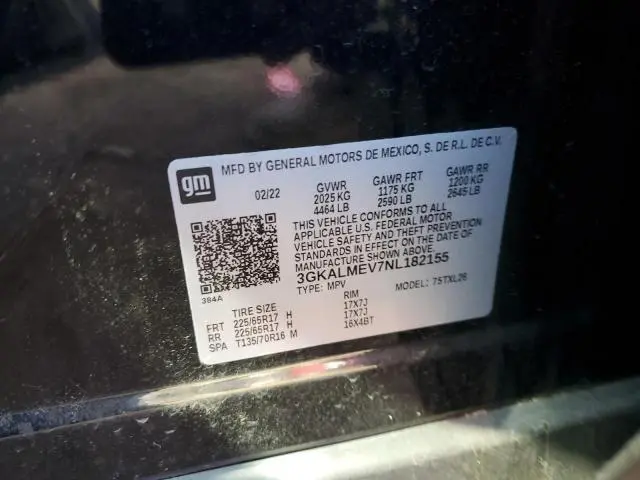 gm
MFD BY GENERAL MOTORS DE MEXICO, S. DE R.L. DE C.V.
02/22 GVWR GAWR FRT GAWR RR
2025 KG 1175 KG 1200 KG
4464 LB 2590 LB 2645 LB
THIS VEHICLE CONFORMS TO ALL
APPLICABLE U.S. FEDERAL MOTOR
VEHICLE SAFETY AND THEFT PREVENTION
STANDARDS IN EFFECT ON THE DATE OF
MANUFACTURE SHOWN ABOVE.
3GKALMEV7NL182155
384A TYPE: MPV MODEL: 75TXL26
TIRE SIZE RIM
FRT 225/65R17 H 17X7J
RR 225/65R17 H 17X7J
SPA T135/70R16 M 16X4BT